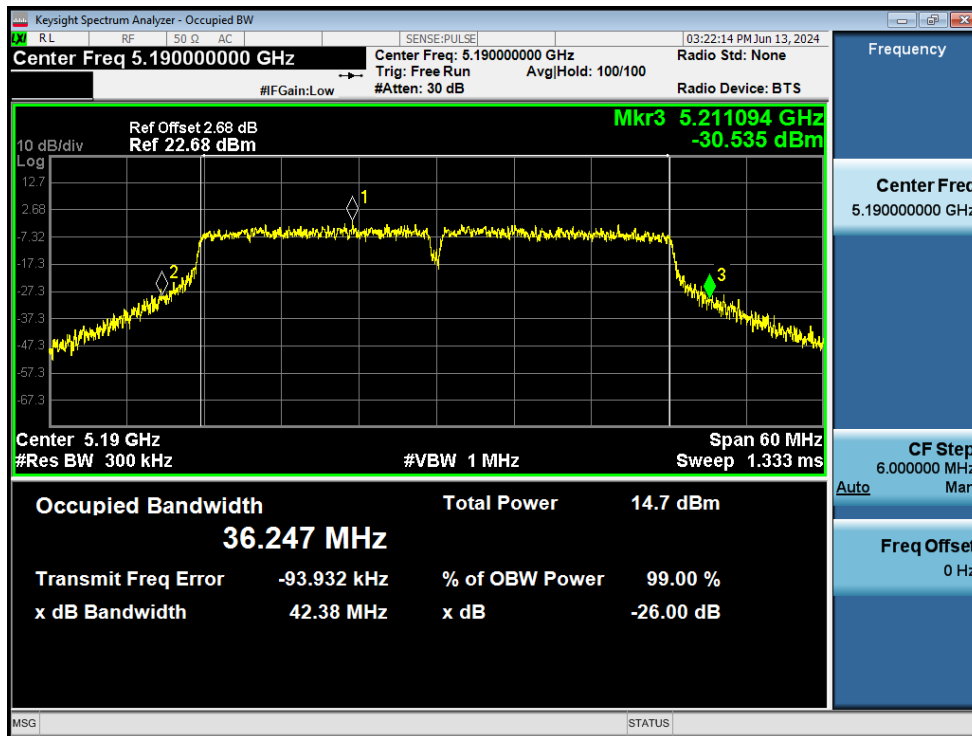 Keysight Spectrum Analyzer - Occupied BW
LXI RL RF 50 Ω AC SENSE:PULSE 03:22:14 PM Jun 13, 2024
Center Freq 5.190000000 GHz
#IFGain:Low
Center Freq: 5.190000000 GHz
Trig: Free Run Avg|Hold: 100/100
#Atten: 30 dB
Radio Std: None
Radio Device: BTS
Mkr3 5.211094 GHz
-30.535 dBm
Ref Offset 2.68 dB
10 dB/div Ref 22.68 dBm
Log
12.7
2.68
-7.32
-17.3
-27.3
-37.3
-47.3
-57.3
-67.3
1
2
3
Center 5.19 GHz Span 60 MHz
#Res BW 300 kHz #VBW 1 MHz Sweep 1.333 ms
Occupied Bandwidth
36.247 MHz
Total Power 14.7 dBm
Transmit Freq Error -93.932 kHz % of OBW Power 99.00 %
x dB Bandwidth 42.38 MHz x dB -26.00 dB
Frequency
Center Freq
5.190000000 GHz
CF Step
6.000000 MHz
Auto Man
Freq Offset
0 Hz
MSG STATUS